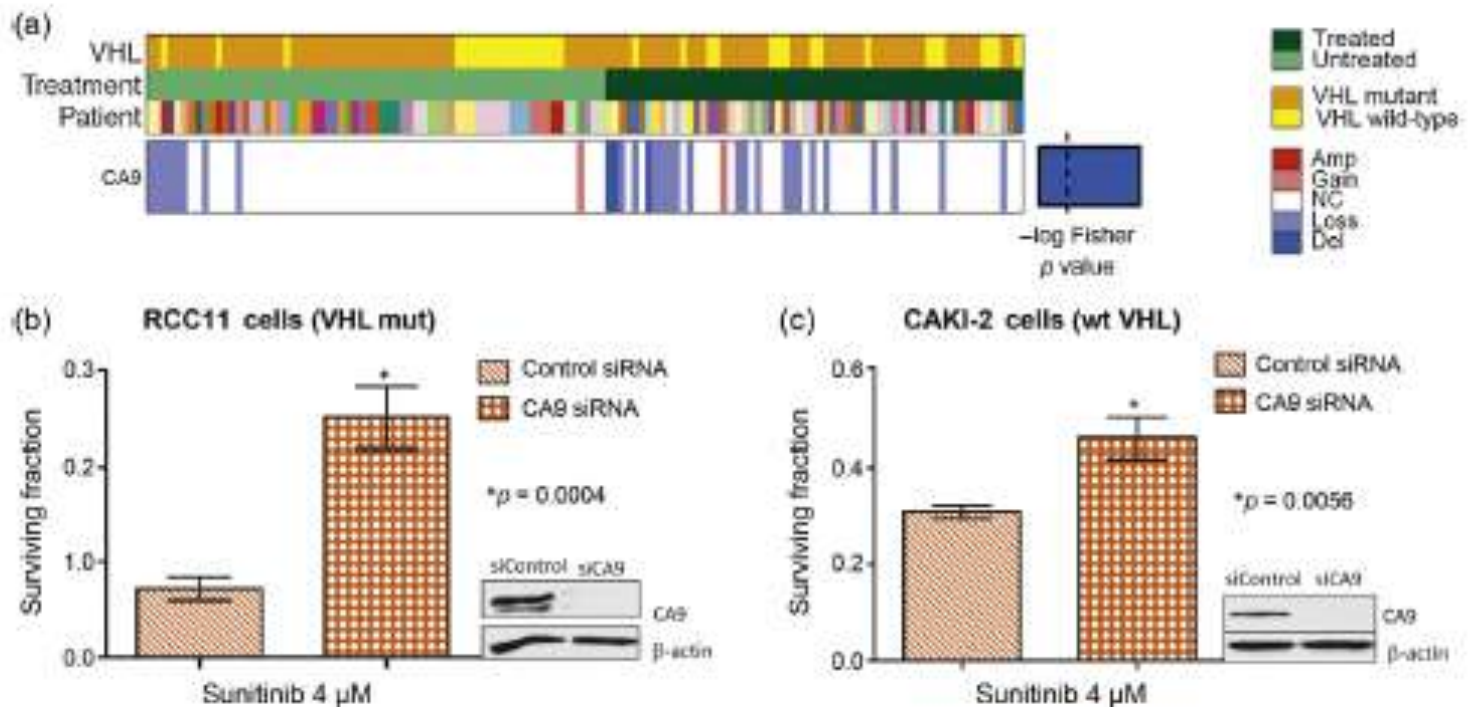 (a)
VHL
Treatment
Patient
CA9
–log Fisher
p value
Treated
Untreated
VHL mutant
VHL wild-type
Amp
Gain
NC
Loss
Del
(b) RCC11 cells (VHL mut)
Surviving fraction
0.3
0.2
1.0
0.0
Control siRNA
CA9 siRNA
*
*p = 0.0004
siControl siCA9
CA9
β-actin
Sunitinib 4 µM
(c) CAKI-2 cells (wt VHL)
Surviving fraction
0.6
0.4
0.2
0.0
Control siRNA
CA9 siRNA
*
*p = 0.0056
siControl siCA9
CA9
β-actin
Sunitinib 4 µM